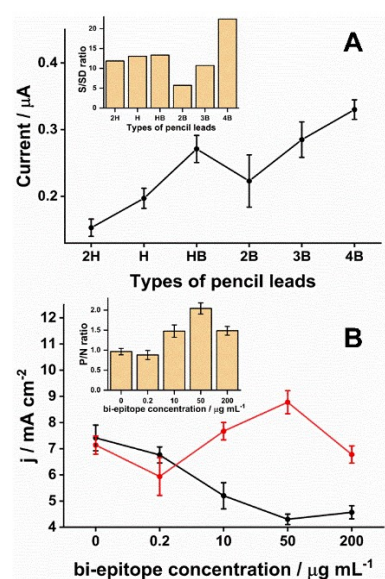 A
S/SD ratio
25
20
15
10
5
0
2H H HB 2B 3B 4B
Types of pencil leads
Current / μA
0.4
0.3
0.2
2H H HB 2B 3B 4B
Types of pencil leads
B
P/N ratio
2.0
1.5
1.0
0.5
0.0
0 0.2 10 50 200
bi-epitope concentration / μg mL⁻¹
j / mA cm⁻²
12
11
10
9
8
7
6
5
4
0 0.2 10 50 200
bi-epitope concentration / μg mL⁻¹